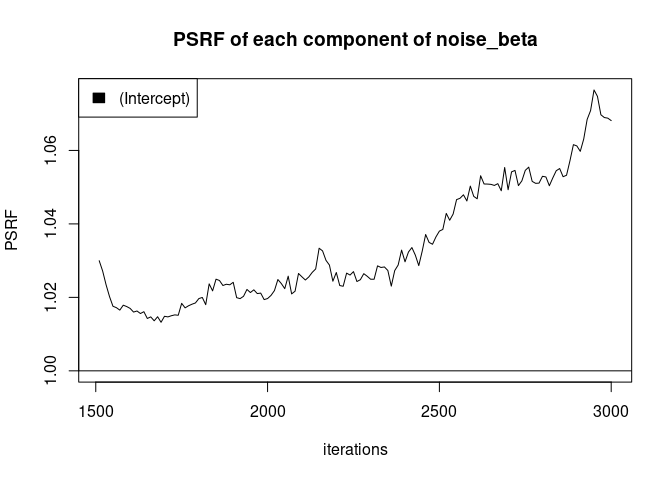 PSRF of each component of noise_beta
(Intercept)
PSRF
1.06
1.04
1.02
1.00
1500 2000 2500 3000
iterations